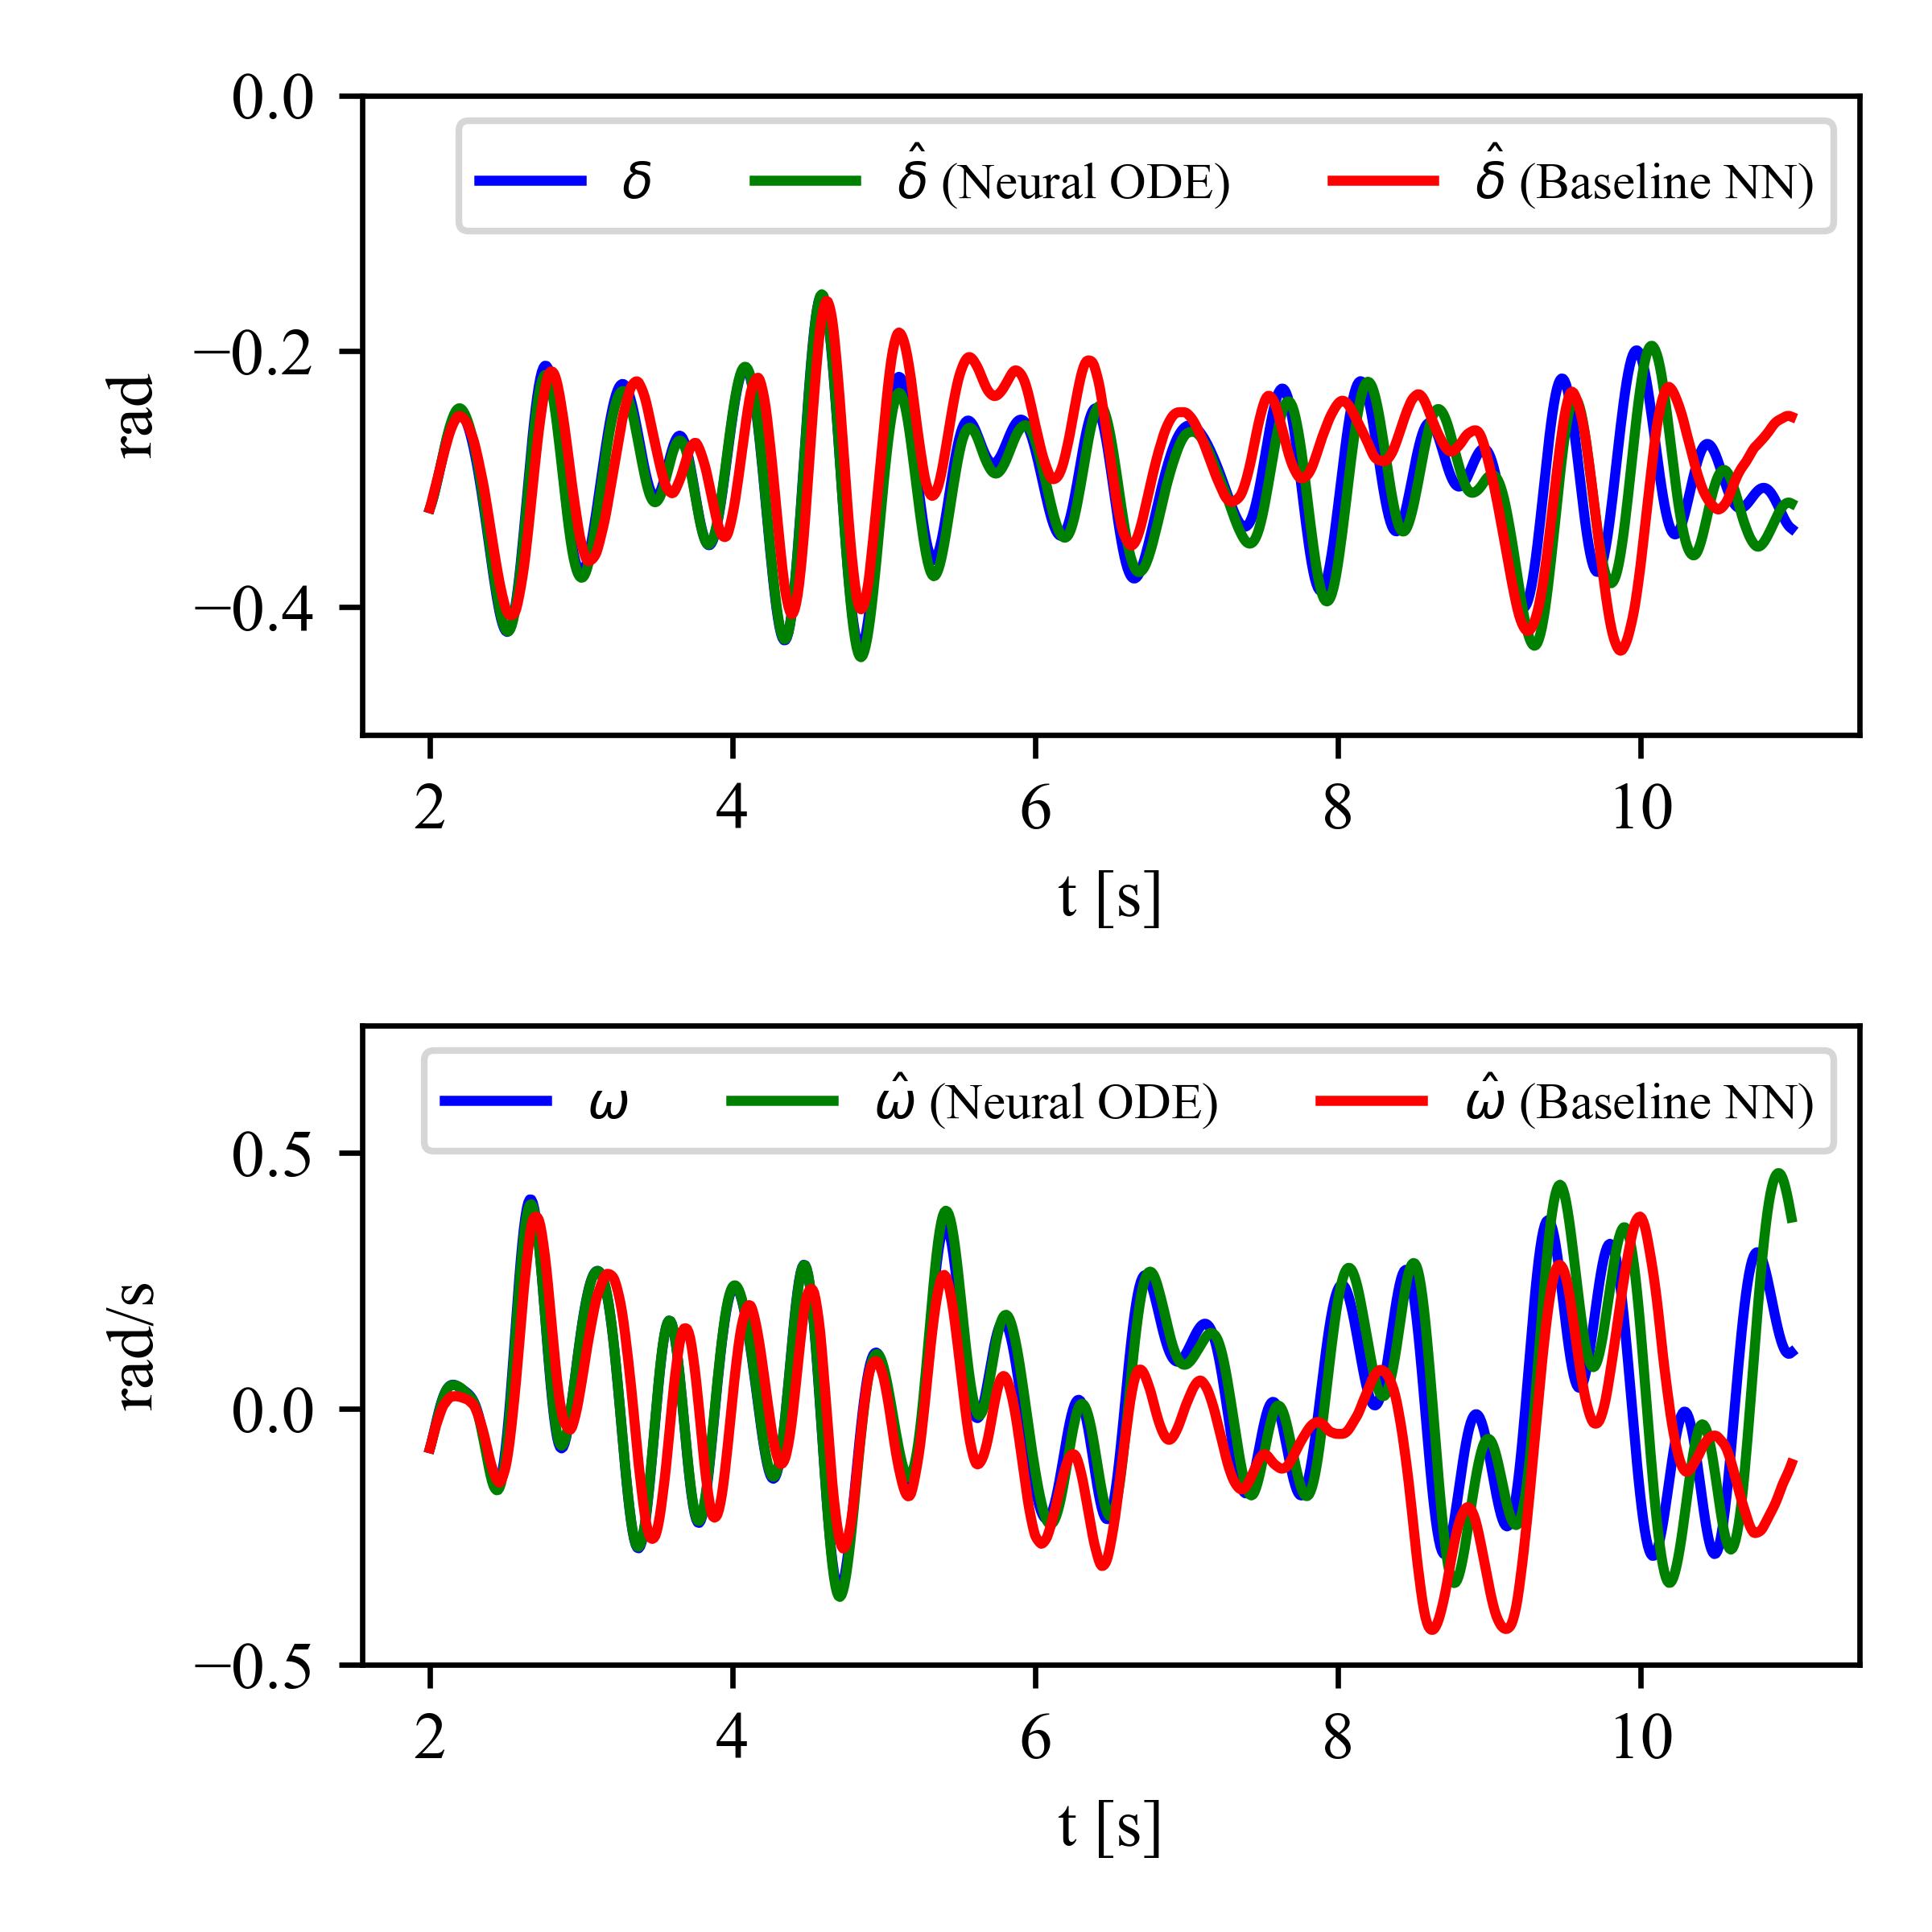 0.0
δ δ̂ (Neural ODE) δ̂ (Baseline NN)
−0.2
rad
−0.4
2 4 6 8 10
t [s]
ω ω̂ (Neural ODE) ω̂ (Baseline NN)
0.5
rad/s
0.0
−0.5
2 4 6 8 10
t [s]